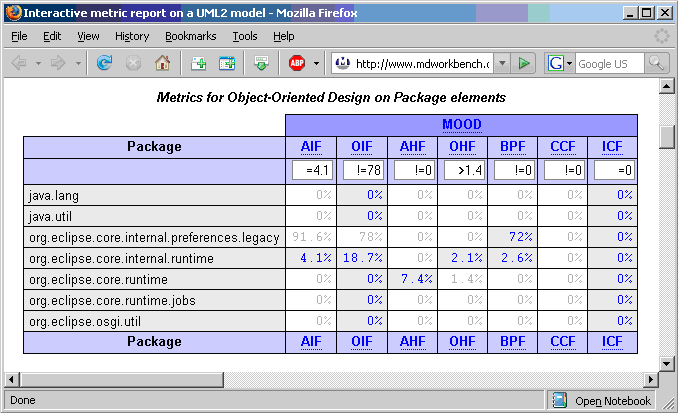 Interactive metric report on a UML2 model - Mozilla Firefox
File Edit View History Bookmarks Tools Help
ABP http://www.mdworkbench.c G Google US
Metrics for Object-Oriented Design on Package elements
MOOD
Package AIF OIF AHF OHF BPF CCF ICF
=4.1 !=78 !=0 >1.4 !=0 !=0 =0
java.lang 0% 0% 0% 0% 0% 0% 0%
java.util 0% 0% 0% 0% 0% 0% 0%
org.eclipse.core.internal.preferences.legacy 91.6% 78% 0% 0% 72% 0% 0%
org.eclipse.core.internal.runtime 4.1% 18.7% 0% 2.1% 2.6% 0% 0%
org.eclipse.core.runtime 0% 0% 7.4% 1.4% 0% 0% 0%
org.eclipse.core.runtime.jobs 0% 0% 0% 0% 0% 0% 0%
org.eclipse.osgi.util 0% 0% 0% 0% 0% 0% 0%
Package AIF OIF AHF OHF BPF CCF ICF
Done Open Notebook